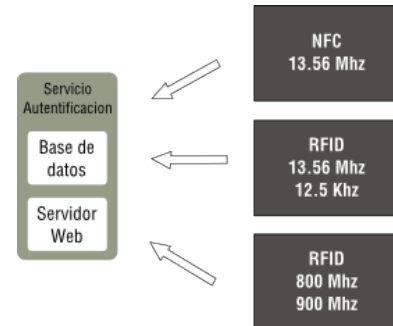 Servicio
Autentificacion
Base de
datos
Servidor
Web
NFC
13.56 Mhz
RFID
13.56 Mhz
12.5 Khz
RFID
800 Mhz
900 Mhz